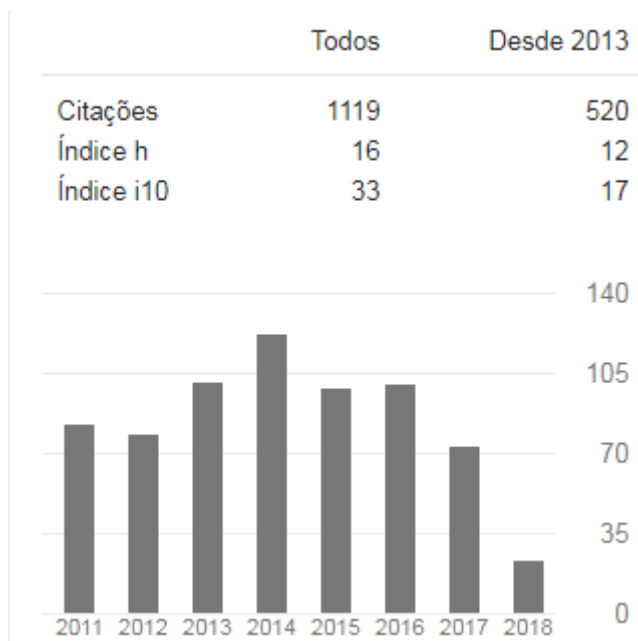 Todos Desde 2013
Citações 1119 520
Índice h 16 12
Índice i10 33 17
140
105
70
35
0
2011 2012 2013 2014 2015 2016 2017 2018